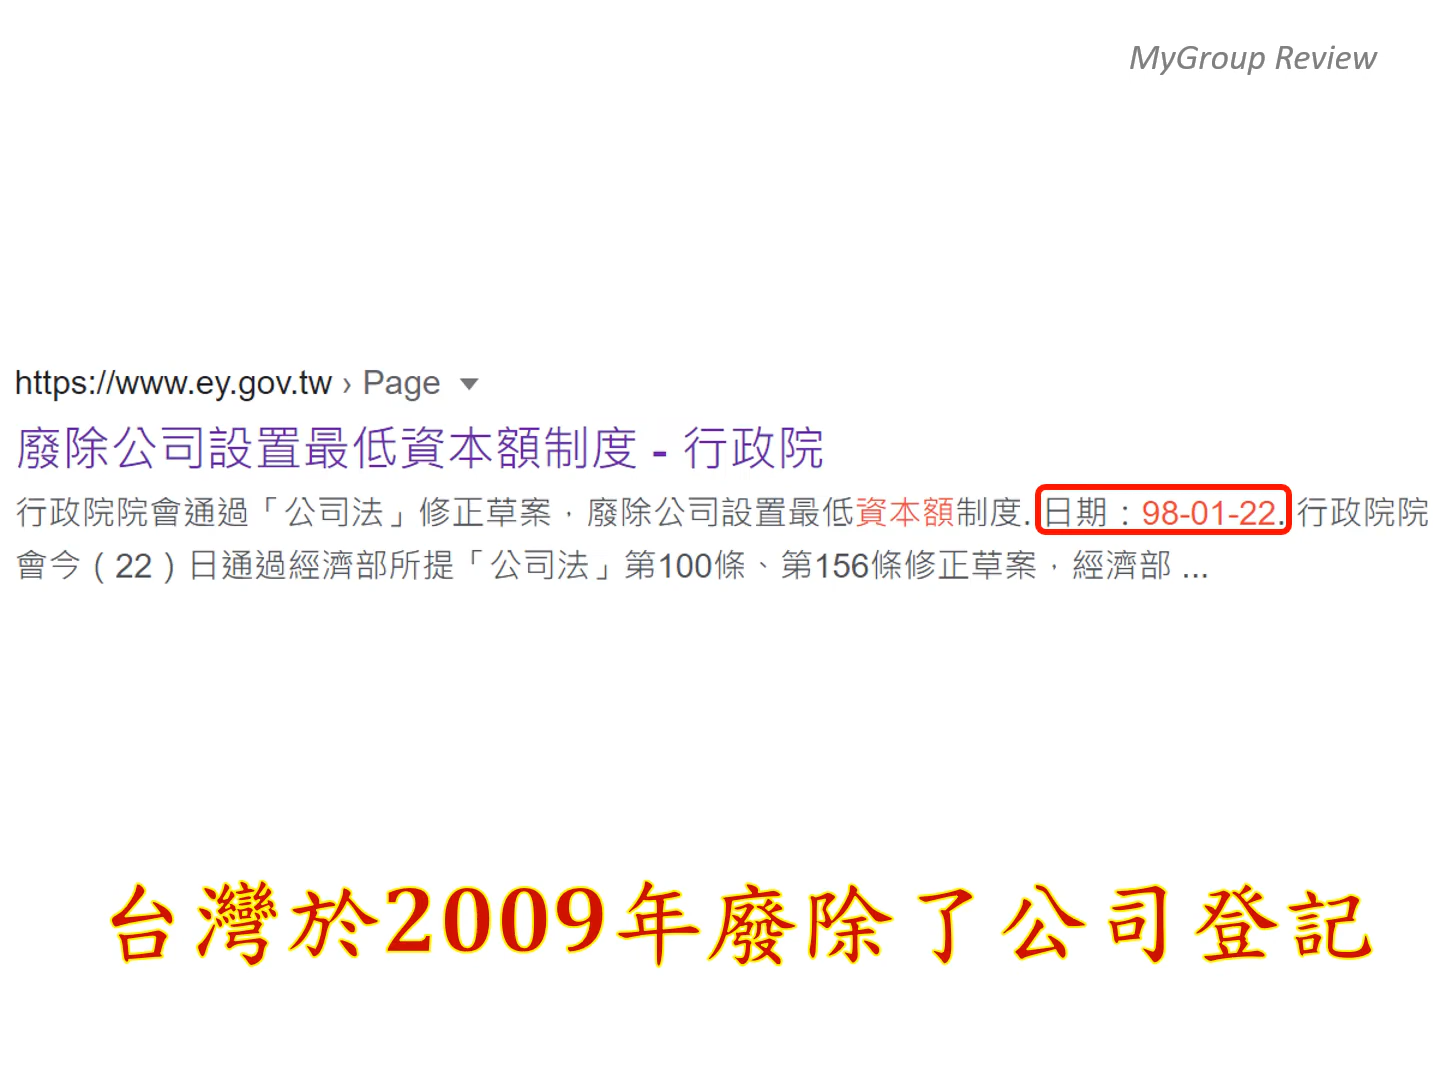 MyGroup Review
https://www.ey.gov.tw › Page
廢除公司設置最低資本額制度 - 行政院
行政院院會通過「公司法」修正草案，廢除公司設置最低資本額制度. 日期：98-01-22. 行政院院
會今（22）日通過經濟部所提「公司法」第100條、第156條修正草案，經濟部 ...
台灣於2009年廢除了公司登記